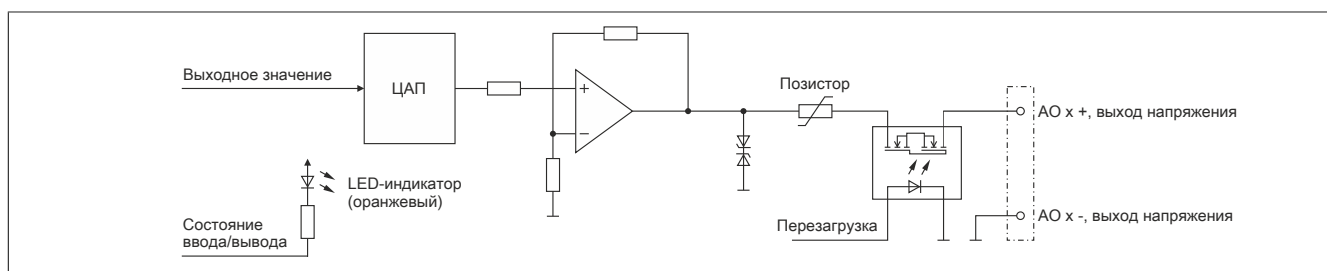 Выходное значение
ЦАП
+
−
Позистор
AO x +, выход напряжения
LED-индикатор
(оранжевый)
Состояние
ввода/вывода
Перезагрузка
AO x -, выход напряжения